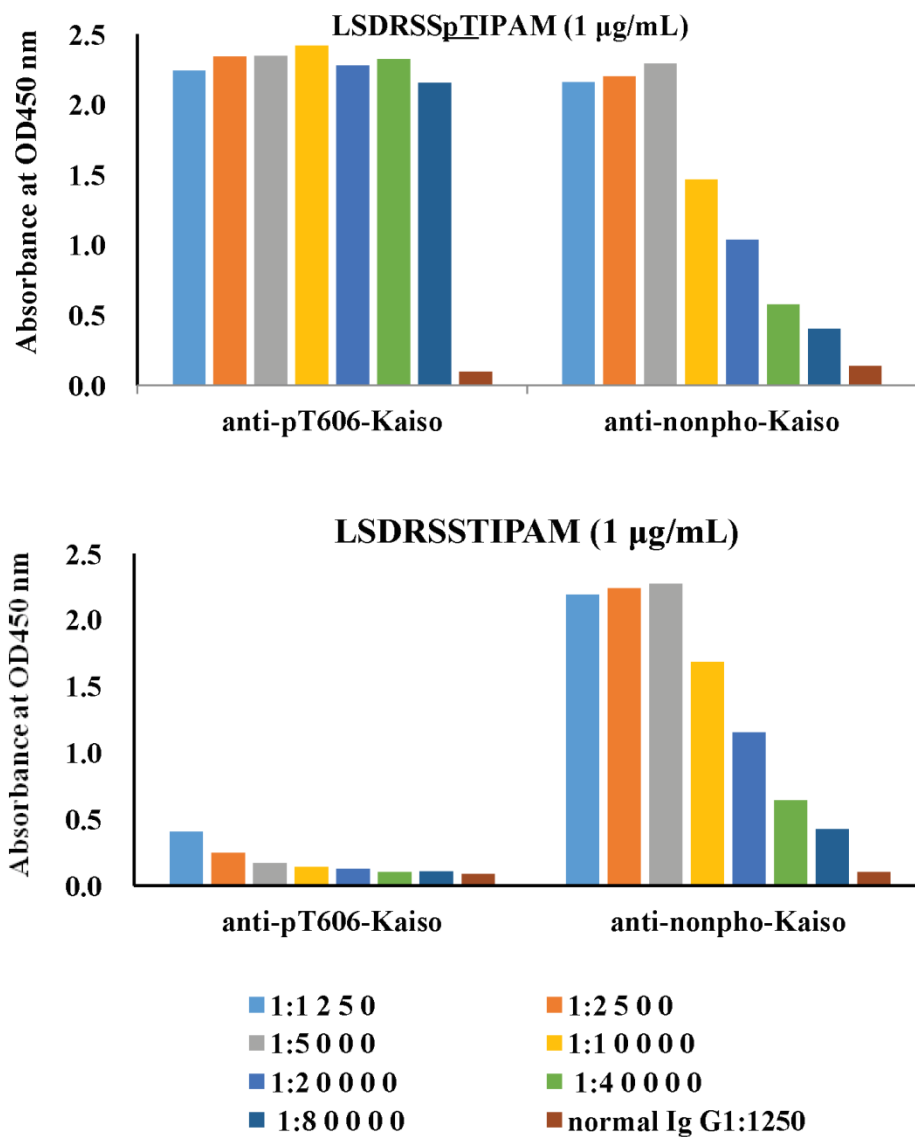 LSDRSSpTIPAM (1 µg/mL)
Absorbance at OD450 nm
2.5
2.0
1.5
1.0
0.5
0.0
anti-pT606-Kaiso anti-nonpho-Kaiso
LSDRSSTIPAM (1 µg/mL)
Absorbance at OD450 nm
2.5
2.0
1.5
1.0
0.5
0.0
anti-pT606-Kaiso anti-nonpho-Kaiso
1:1 2 5 0 1:2 5 0 0
1:5 0 0 0 1:1 0 0 0 0
1:2 0 0 0 0 1:4 0 0 0 0
1:8 0 0 0 0 normal Ig G1:1250